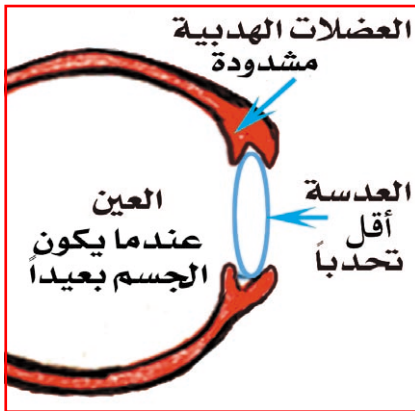 العضلات الهدبية
مشدودة
العدسة
أقل
تحدباً
العين
عندما يكون
الجسم بعيداً